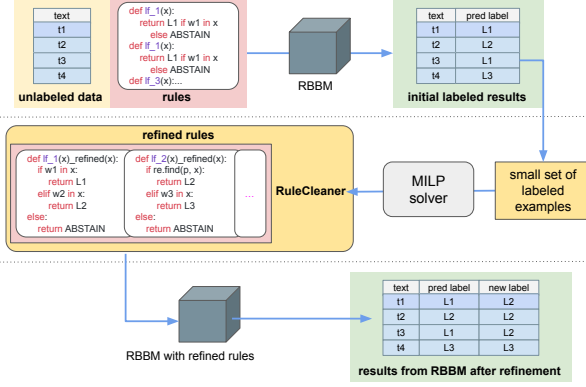 text
t1
t2
t3
t4
unlabeled data
def lf_1(x):
return L1 if w1 in x
else ABSTAIN
def lf_1(x):
return L1 if w1 in x
else ABSTAIN
def lf_3(x):...
rules
RBBM
text pred label
t1 L1
t2 L2
t3 L1
t4 L3
initial labeled results
refined rules
def lf_1(x)_refined(x):
if w1 in x:
return L1
elif w2 in x:
return L2
else:
return ABSTAIN
def lf_2(x)_refined(x):
if re.find(p, x):
return L2
elif w3 in x:
return L3
else:
return ABSTAIN
...
RuleCleaner
MILP
solver
small set of
labeled
examples
RBBM with refined rules
text pred label new label
t1 L1 L2
t2 L2 L2
t3 L1 L2
t4 L3 L3
results from RBBM after refinement